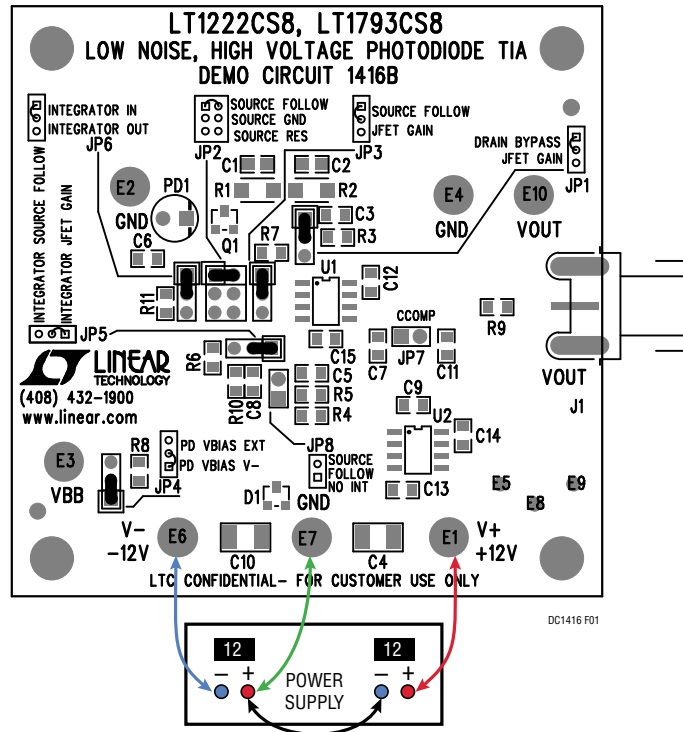 LT1222CS8, LT1793CS8
LOW NOISE, HIGH VOLTAGE PHOTODIODE TIA
DEMO CIRCUIT 1416B
INTEGRATOR IN
INTEGRATOR OUT
JP6
SOURCE FOLLOW
SOURCE GND
SOURCE RES
JP2
SOURCE FOLLOW
JFET GAIN
JP3
DRAIN BYPASS
JFET GAIN
JP1
C1
C2
E2
GND
PD1
R1
R2
E4
GND
E10
VOUT
INTEGRATOR SOURCE FOLLOW
INTEGRATOR JFET GAIN
C3
R3
Q1
R7
C6
U1
C12
R11
R9
JP5
C15
CCOMP
JP7
C7
C11
VOUT
J1
LINEAR
TECHNOLOGY
(408) 432-1900
www.linear.com
R6
R10
C8
C5
R5
R4
C9
U2
C14
C13
E3
VBB
R8
JP4
PD VBIAS EXT
PD VBIAS V-
JP8
SOURCE
FOLLOW
NO INT
D1
GND
E5
E8
E9
V-
-12V
E6
C10
E7
C4
E1
V+
+12V
LTC CONFIDENTIAL- FOR CUSTOMER USE ONLY
DC1416 F01
12
12
– +
POWER
SUPPLY
– +